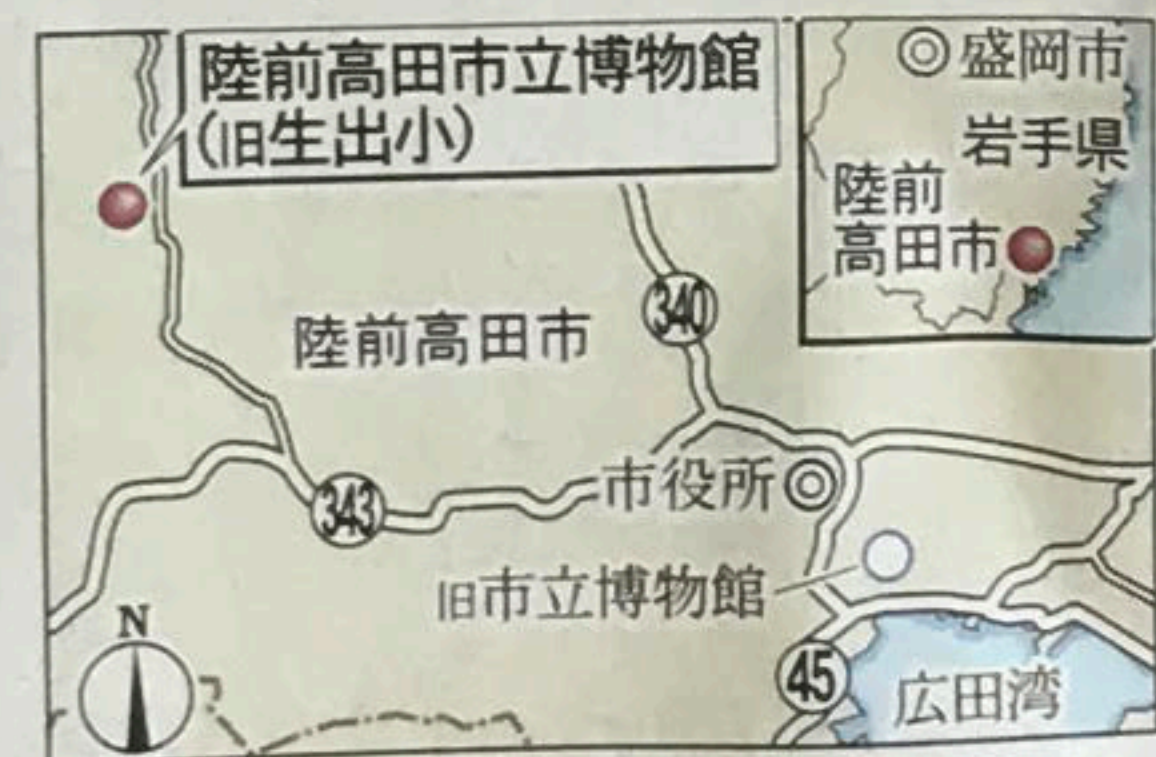 陸前高田市立博物館
(旧生出小)
◎盛岡市
岩手県
陸前
高田市
340
陸前高田市
市役所◎
343
旧市立博物館
N
45
広田湾